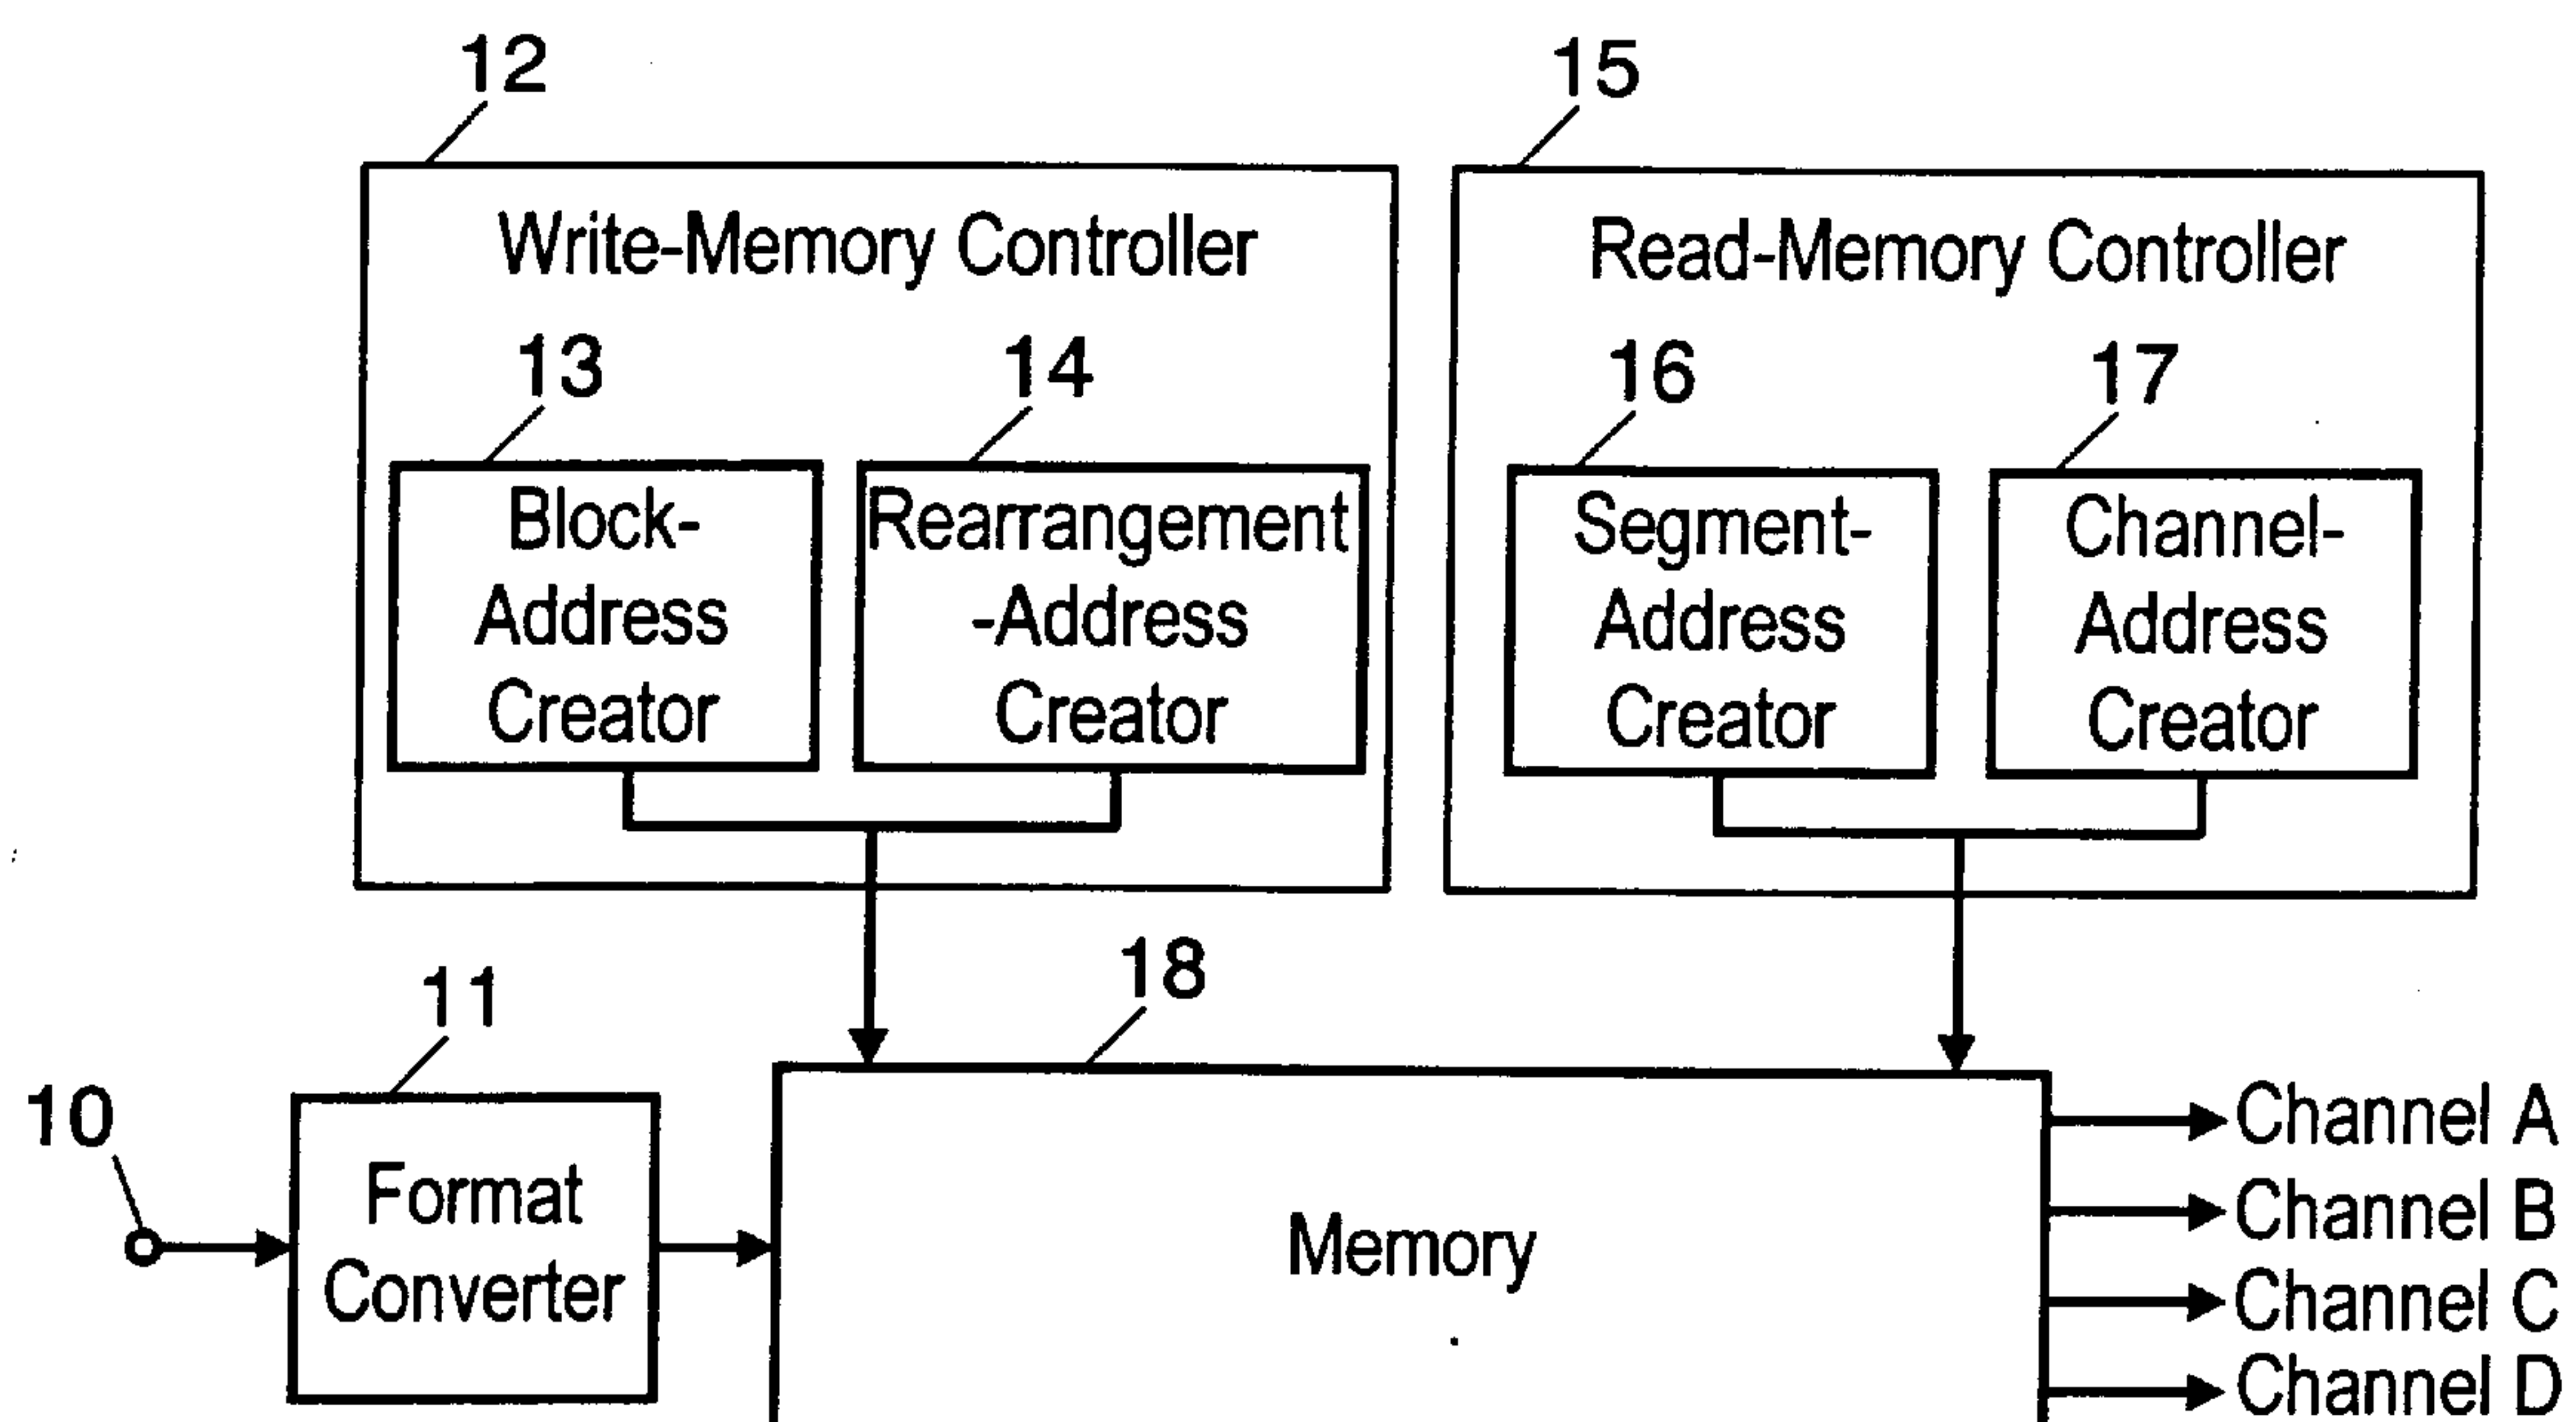 12
15
Write-Memory Controller
Read-Memory Controller
13
14
16
17
Block-
Address
Creator
Rearrangement
-Address
Creator
Segment-
Address
Creator
Channel-
Address
Creator
18
11
10
Format
Converter
Memory
Channel A
Channel B
Channel C
Channel D